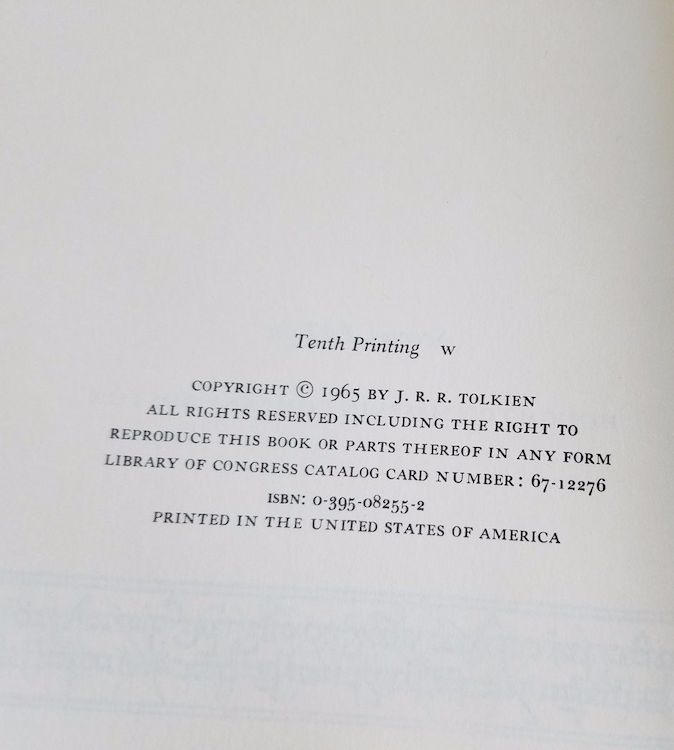 Tenth Printing W
COPYRIGHT © 1965 BY J. R. R. TOLKIEN
ALL RIGHTS RESERVED INCLUDING THE RIGHT TO
REPRODUCE THIS BOOK OR PARTS THEREOF IN ANY FORM
LIBRARY OF CONGRESS CATALOG CARD NUMBER: 67-12276
ISBN: 0-395-08255-2
PRINTED IN THE UNITED STATES OF AMERICA